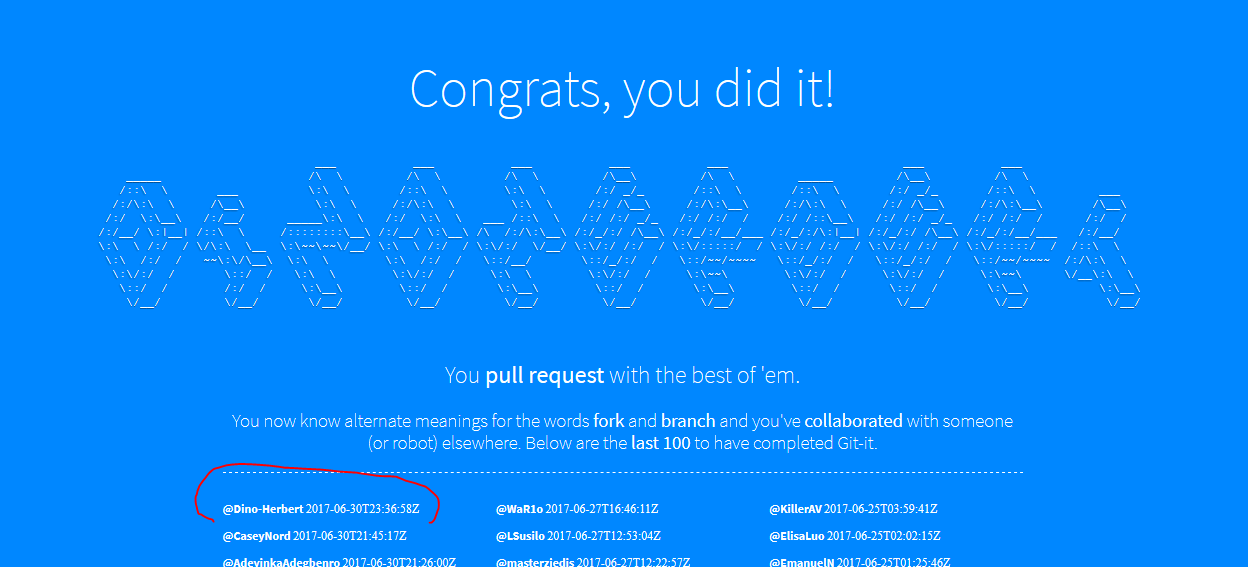 Congrats, you did it!
You pull request with the best of 'em.
You now know alternate meanings for the words fork and branch and you've collaborated with someone
(or robot) elsewhere. Below are the last 100 to have completed Git-it.
@Dino-Herbert 2017-06-30T23:36:58Z
@WaR1o 2017-06-27T16:46:11Z
@KillerAV 2017-06-25T03:59:41Z
@CaseyNord 2017-06-30T21:45:17Z
@LSusilo 2017-06-27T12:53:04Z
@ElisaLuo 2017-06-25T02:02:15Z
@AdeyinkaAdegbenro 2017-06-30T21:26:00Z
@masterziedis 2017-06-27T12:22:57Z
@EmanuelN 2017-06-25T01:25:46Z